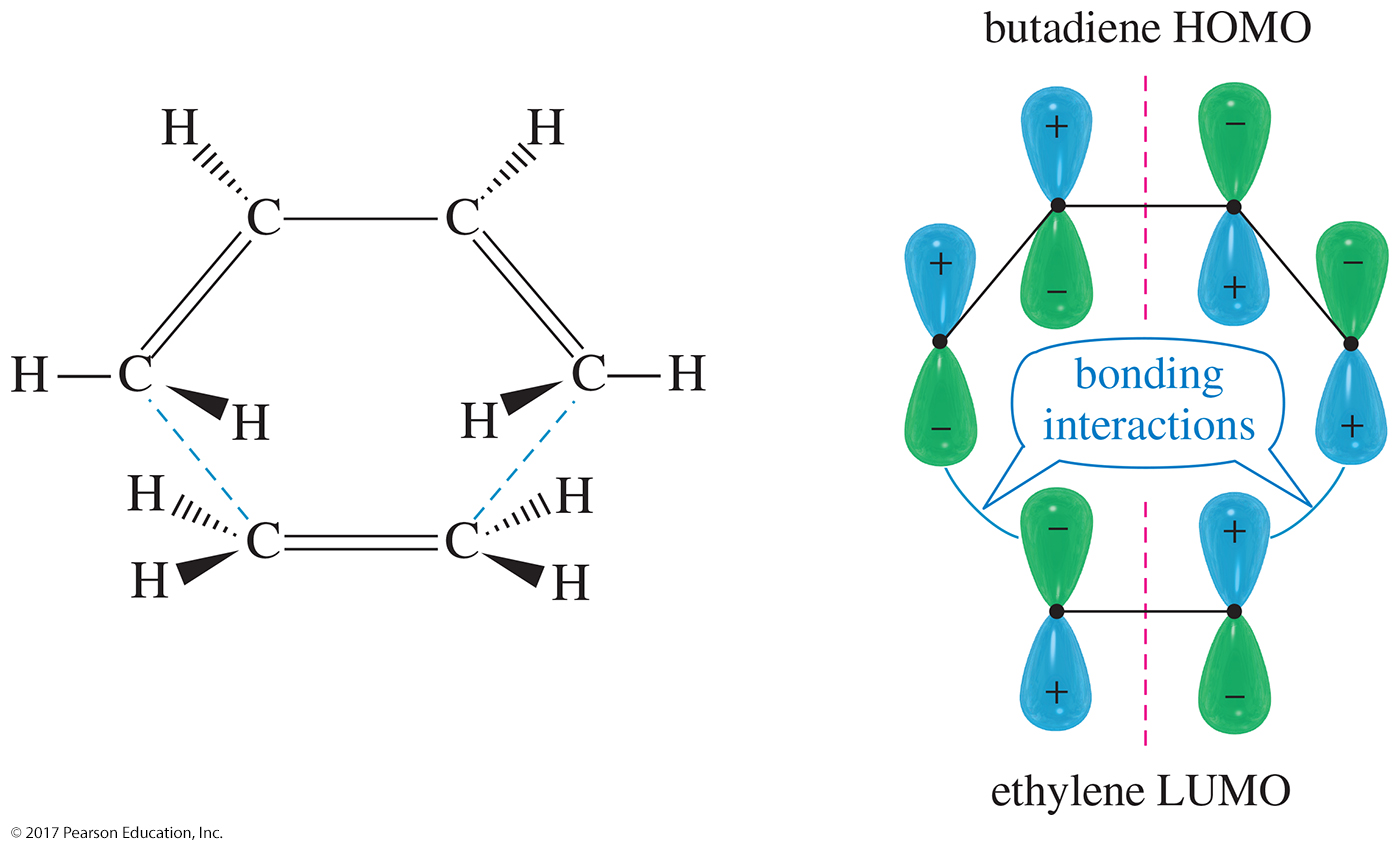 butadiene HOMO
H H
C C
H C H H C H
H C C H
H H
+ −
+ − + −
− +
− +
bonding
interactions
− +
+ −
ethylene LUMO
© 2017 Pearson Education, Inc.